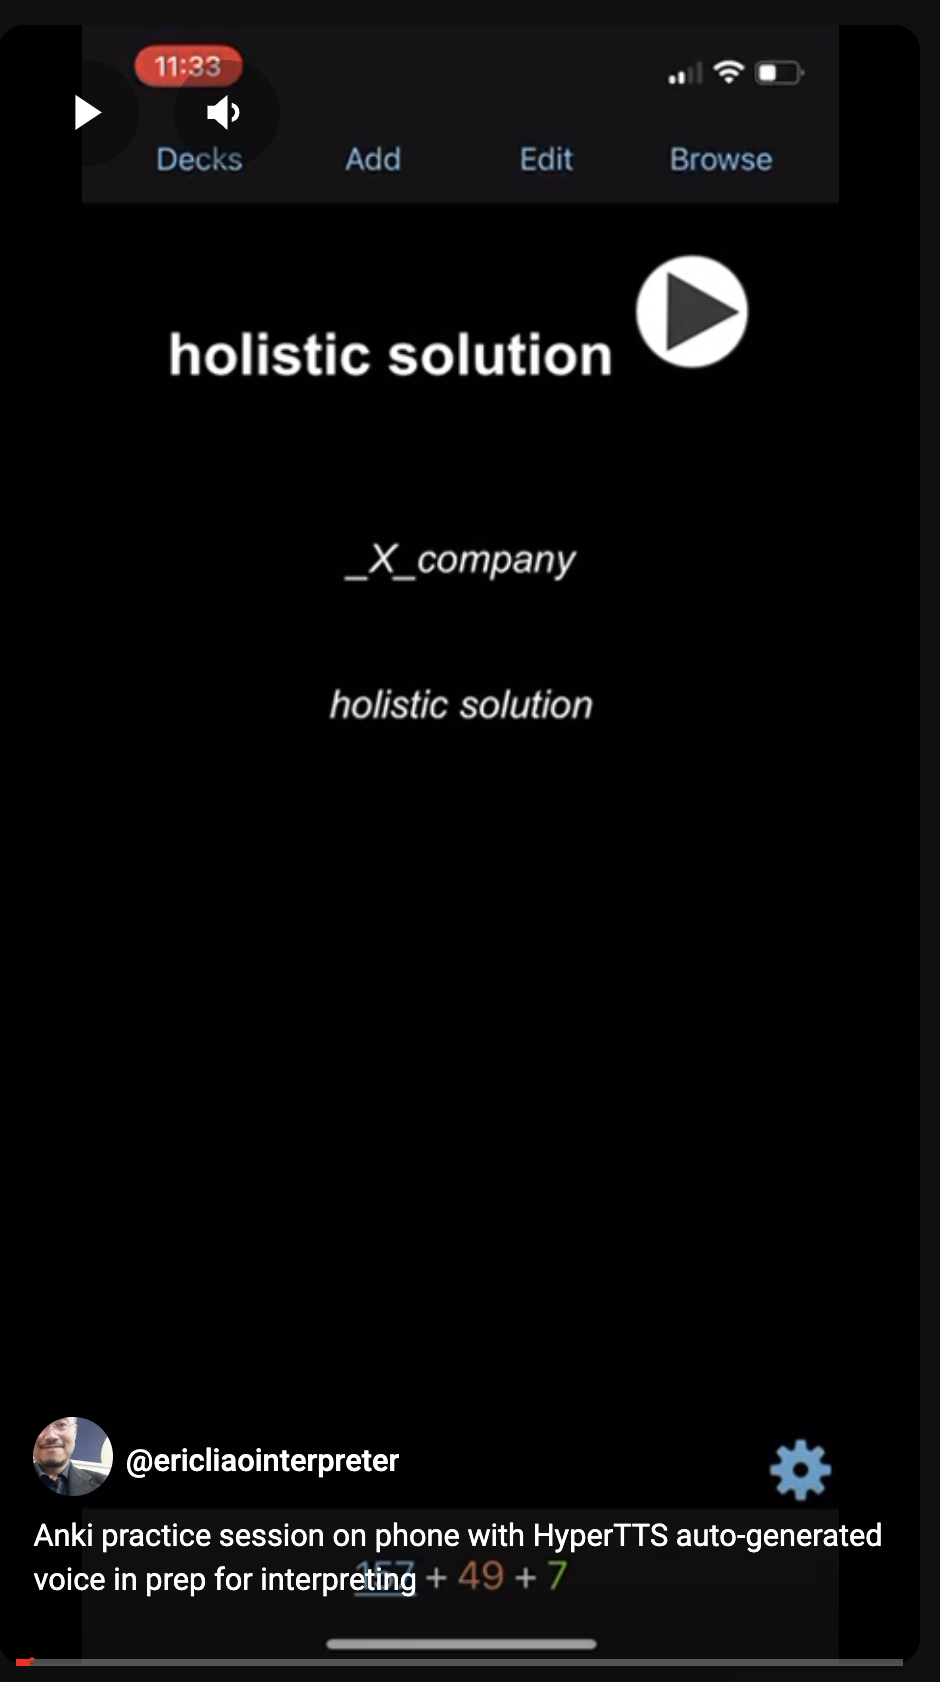 11:33
Decks Add Edit Browse
holistic solution
_X_company
holistic solution
@ericliaointerpreter
Anki practice session on phone with HyperTTS auto-generated
voice in prep for interpreting
157 + 49 + 7